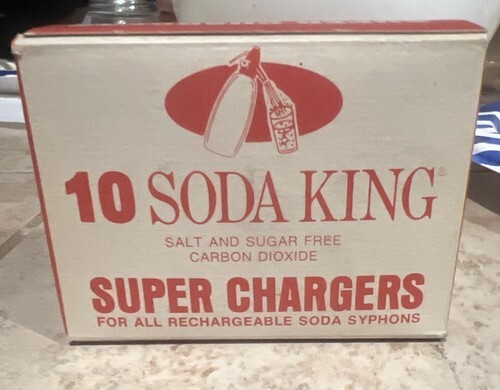 10 SODA KING®
SALT AND SUGAR FREE
CARBON DIOXIDE
SUPER CHARGERS
FOR ALL RECHARGEABLE SODA SYPHONS